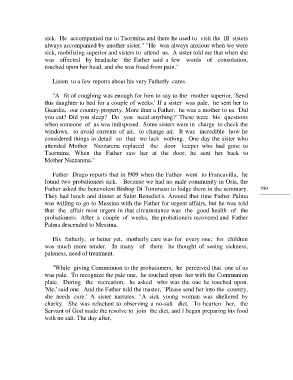 sick. He accompanied me to Taormina and there he used to visit the ill sisters
always accompanied by another sister." "He was always anxious when we were
sick, mobilizing superior and sisters to attend us. A sister told that when she
was affected by headache the Father said a few words of consolation,
touched upon her head, and she was freed from pain."
Listen to a few reports about his very Fatherly cares.
"A fit of coughing was enough for him to say to the mother superior, 'Send
this daughter to bed for a couple of weeks.' If a sister was pale, he sent her to
Guardia, our country property. More than a Father, he was a mother to us. 'Did
you eat? Did you sleep? Do you need anything?' These were his questions
when someone of us was indisposed. Some sisters were in charge to check the
windows, to avoid currents of air, to change air. It was incredible how he
considered things in detail so that we lack nothing. One day the sister who
attended Mother Nazzarena replaced the door keeper who had gone to
Taormina. When the Father saw her at the door, he sent her back to
Mother Nazzarena."
Father Drago reports that in 1909 when the Father went to Francavilla, he
found two probationers sick. Because we had no male community in Oria, the
Father asked the benevolent Bishop Di Tommaso to lodge them in the seminary.
They had lunch and dinner at Saint Benedict's. Around that time Father Palma
was willing to go to Messina with the Father for urgent affairs, but he was told
that the affair most urgent in that circumstance was the good health of the
probationers. After a couple of weeks, the probationers recovered and Father
Palma descended to Messina.
550
His fatherly, or better yet, motherly care was for every one; for children
was much more tender. In many of them he thought of seeing sickness,
paleness, need of treatment.
"While giving Communion to the probationers, he perceived that one of us
was pale. To recognize the pale one, he touched upon her with the Communion
plate. During the recreation, he asked who was the one he touched upon.
'Me,' said one. And the Father told the master, 'Please send her into the country,
she needs care.' A sister narrates: "A sick young woman was sheltered by
charity. She was reluctant to observing a no-salt diet. To hearten her, the
Servant of God made the resolve to join the diet, and I began preparing his food
with no salt. The day after,